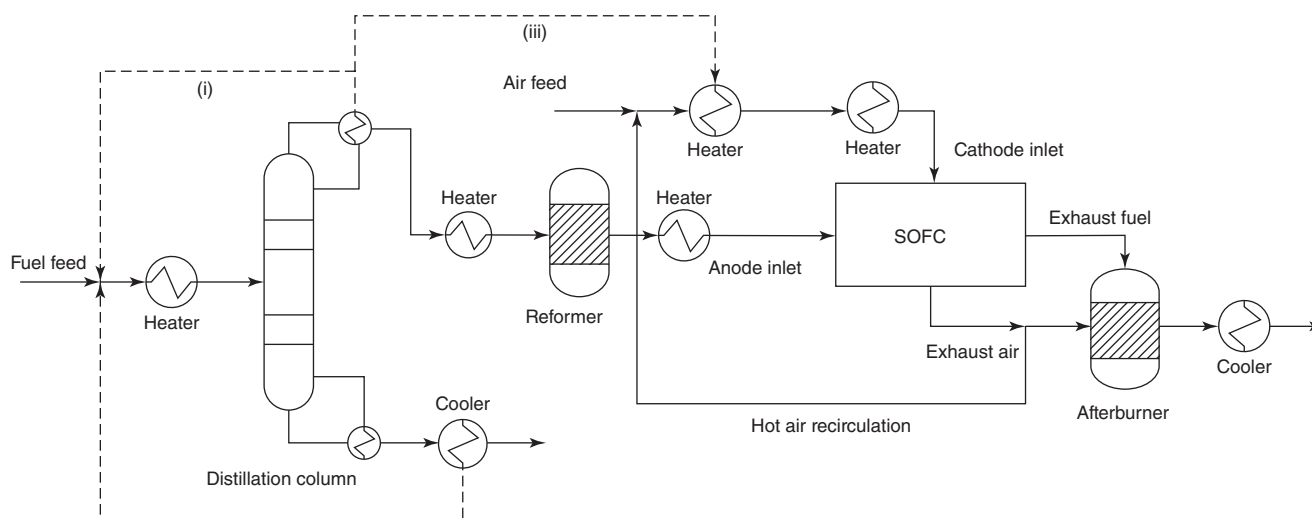 (iii)
(i)
Air feed
Heater
Heater
Cathode inlet
Heater
Heater
Exhaust fuel
SOFC
Fuel feed
Anode inlet
Heater
Reformer
Exhaust air
Cooler
Cooler
Afterburner
Hot air recirculation
Distillation column